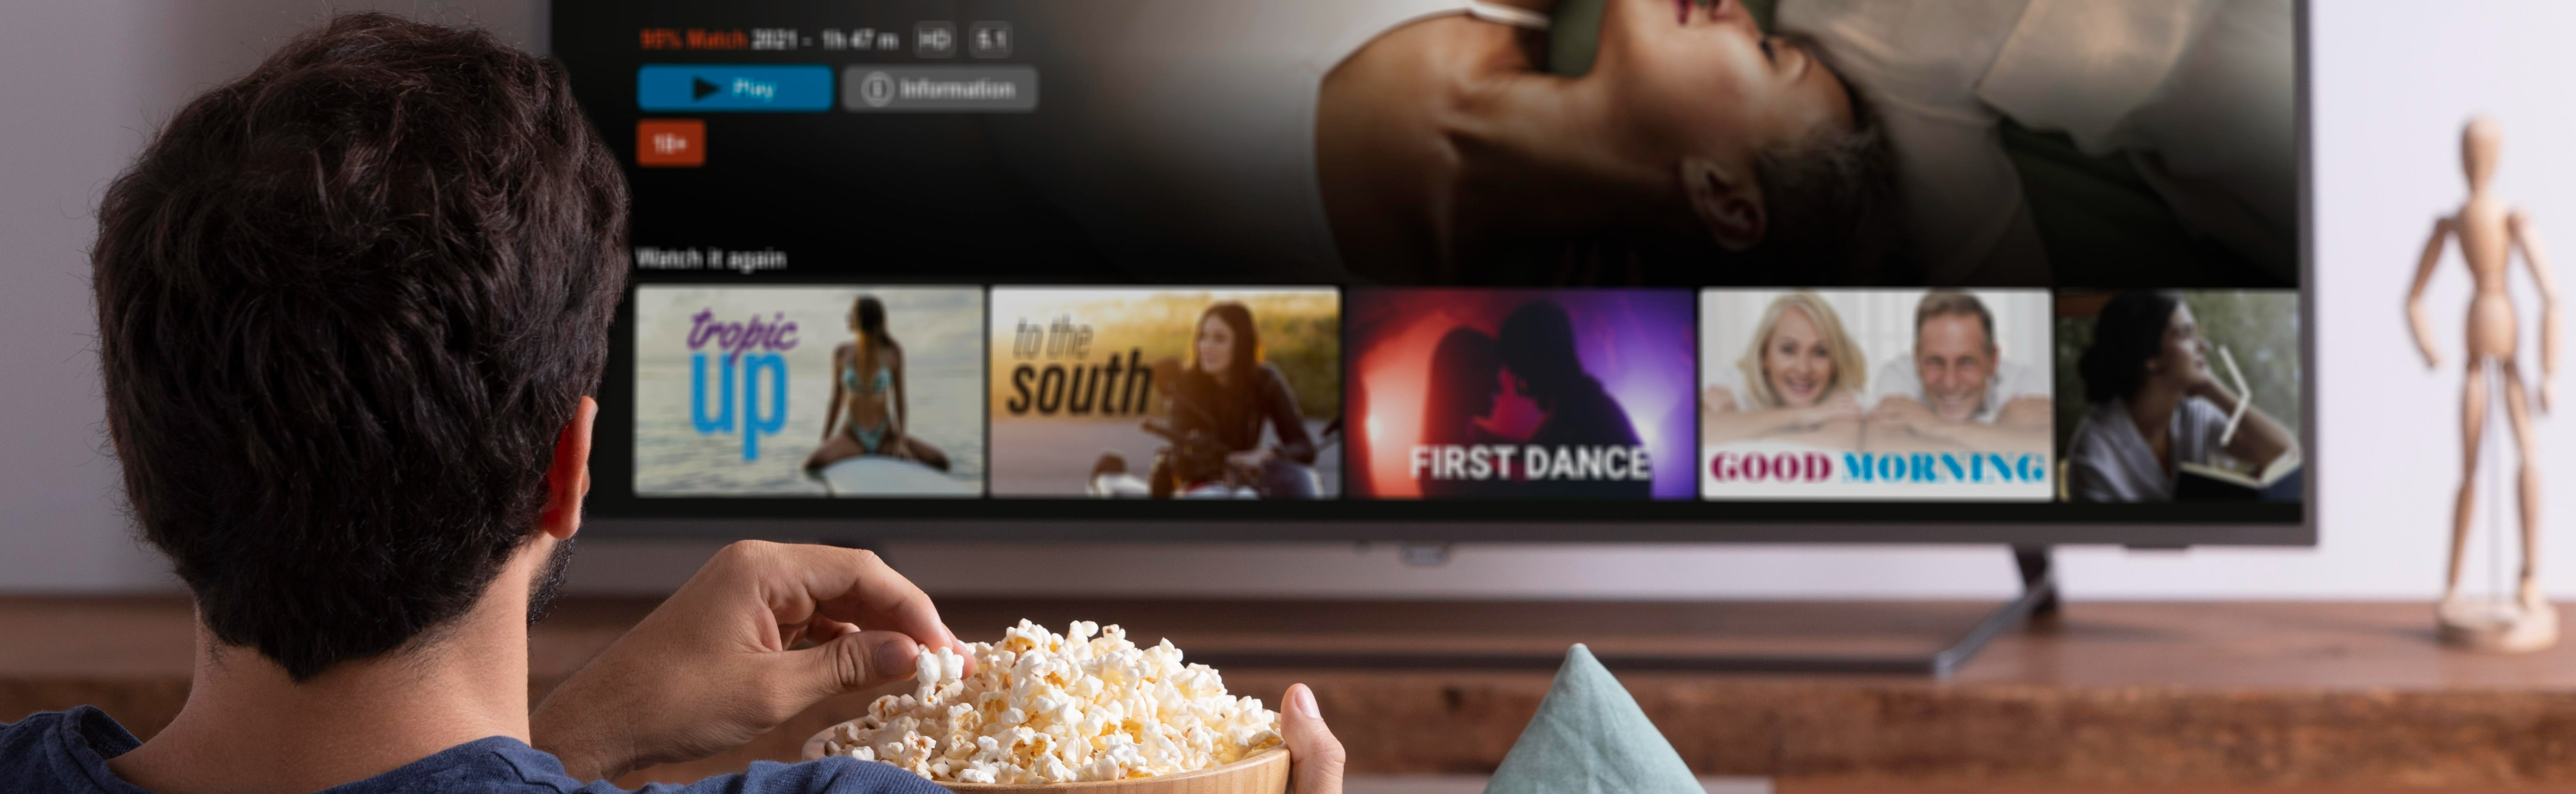 95% Match 2021 - 1h 47 m HD 5.1
Play Information
18+
Watch it again
tropic
up
to the
south
FIRST DANCE
GOOD MORNING